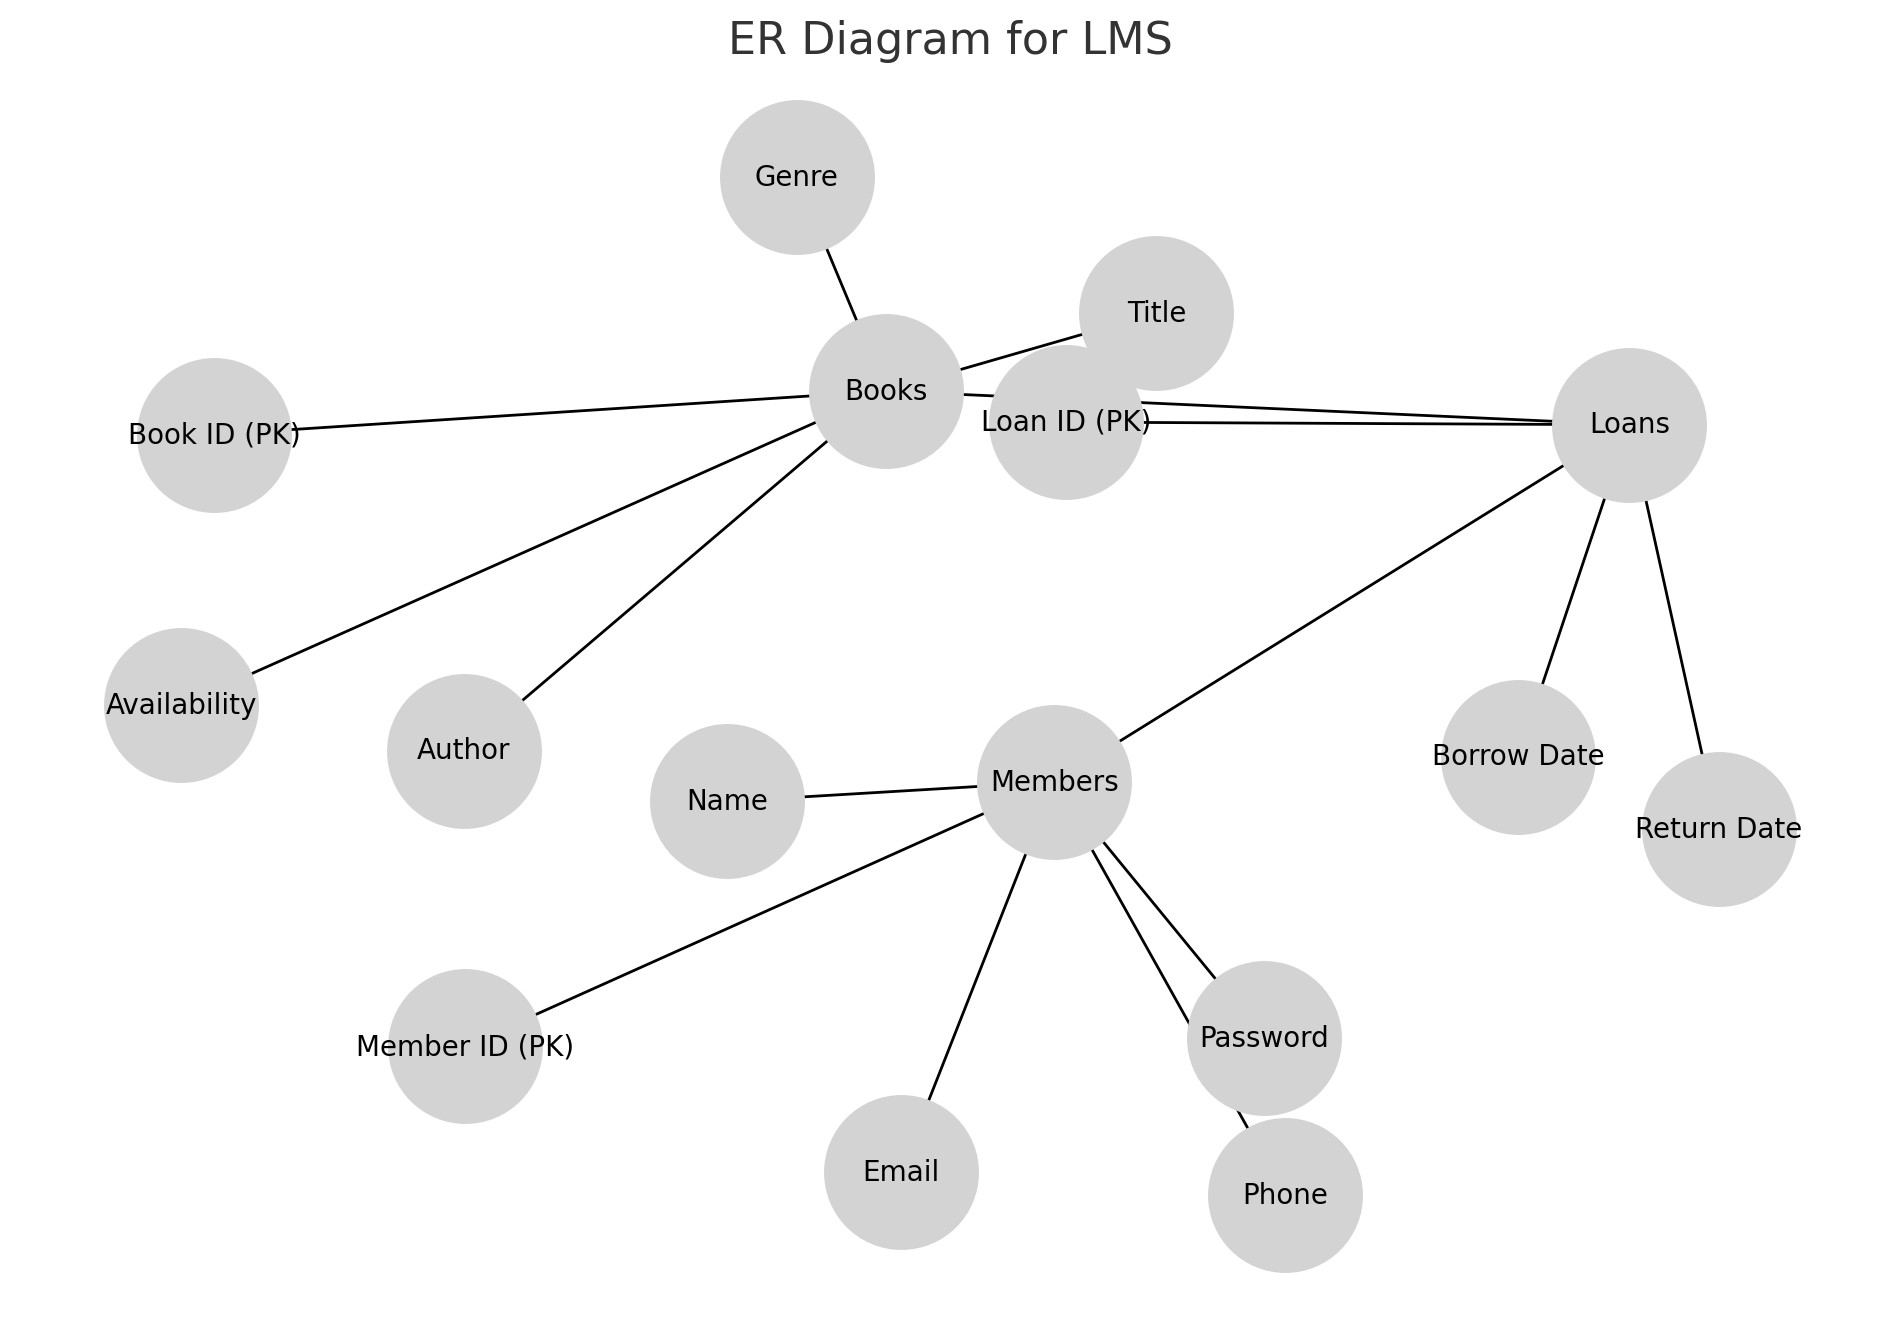 ER Diagram for LMS
Genre
Title
Books
Loan ID (PK)
Loans
Book ID (PK)
Availability
Author
Name
Members
Borrow Date
Return Date
Member ID (PK)
Password
Email
Phone